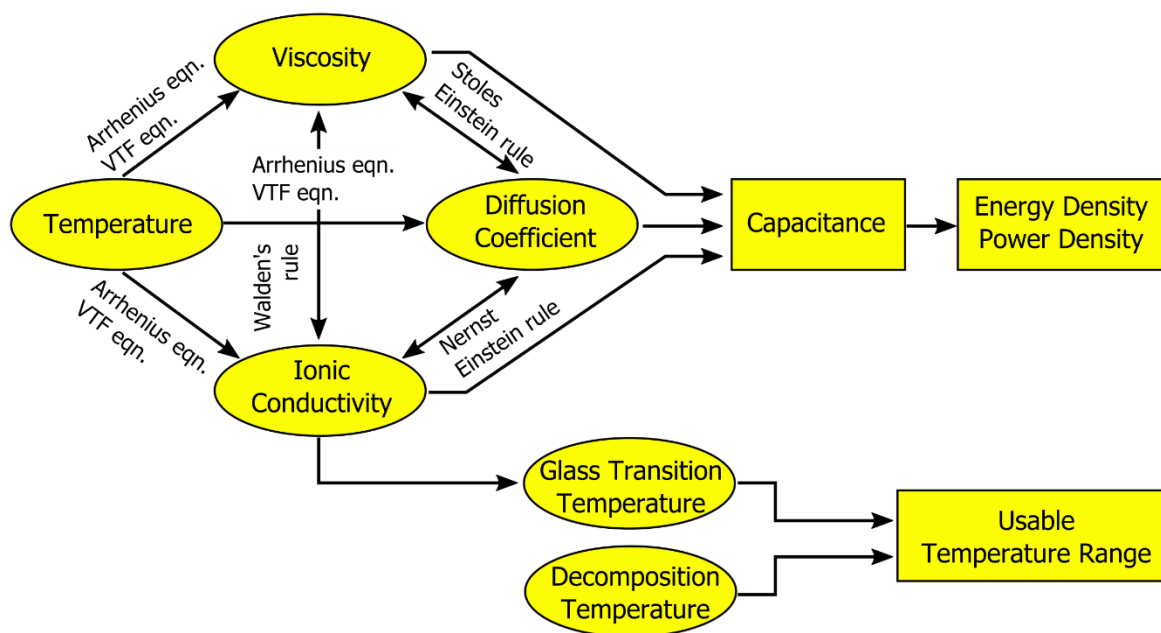 Viscosity
Arrhenius eqn.
VTF eqn.
Stoles
Einstein rule
Arrhenius eqn.
VTF eqn.
Temperature
Diffusion
Coefficient
Capacitance
Energy Density
Power Density
Walden's
rule
Arrhenius eqn.
VTF eqn.
Nernst
Einstein rule
Ionic
Conductivity
Glass Transition
Temperature
Usable
Temperature Range
Decomposition
Temperature